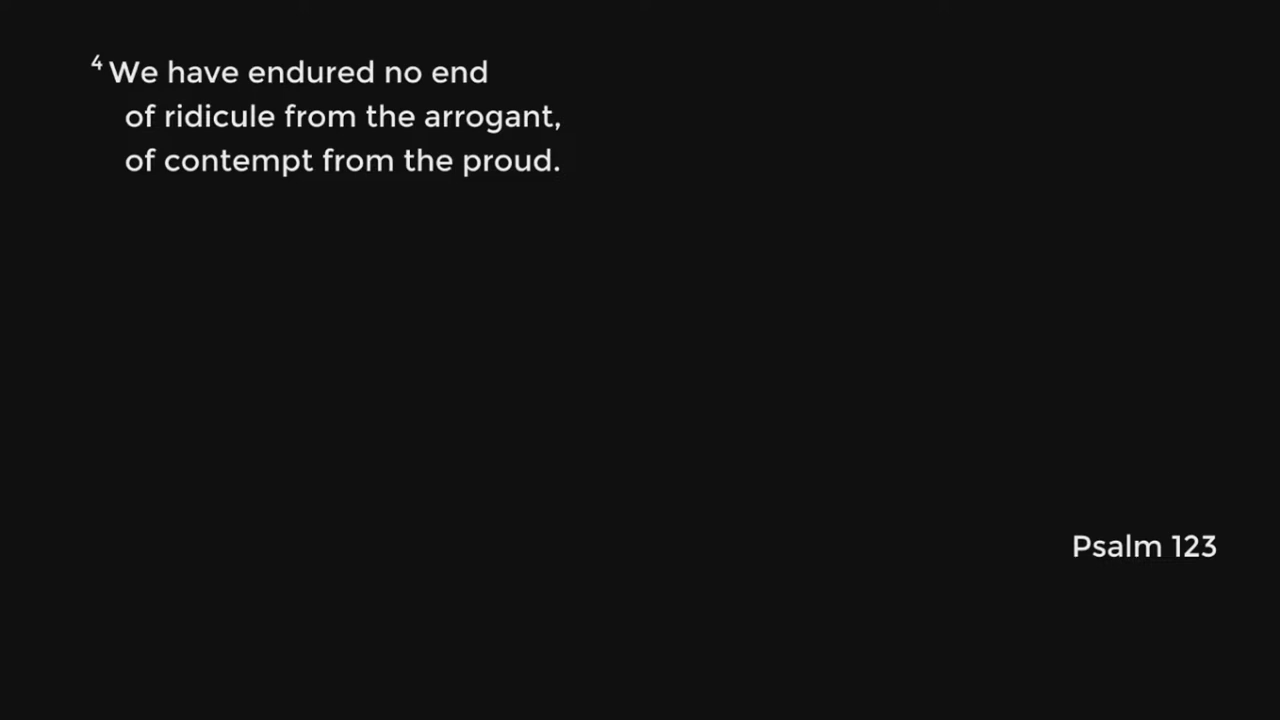 4 We have endured no end
of ridicule from the arrogant,
of contempt from the proud.
Psalm 123